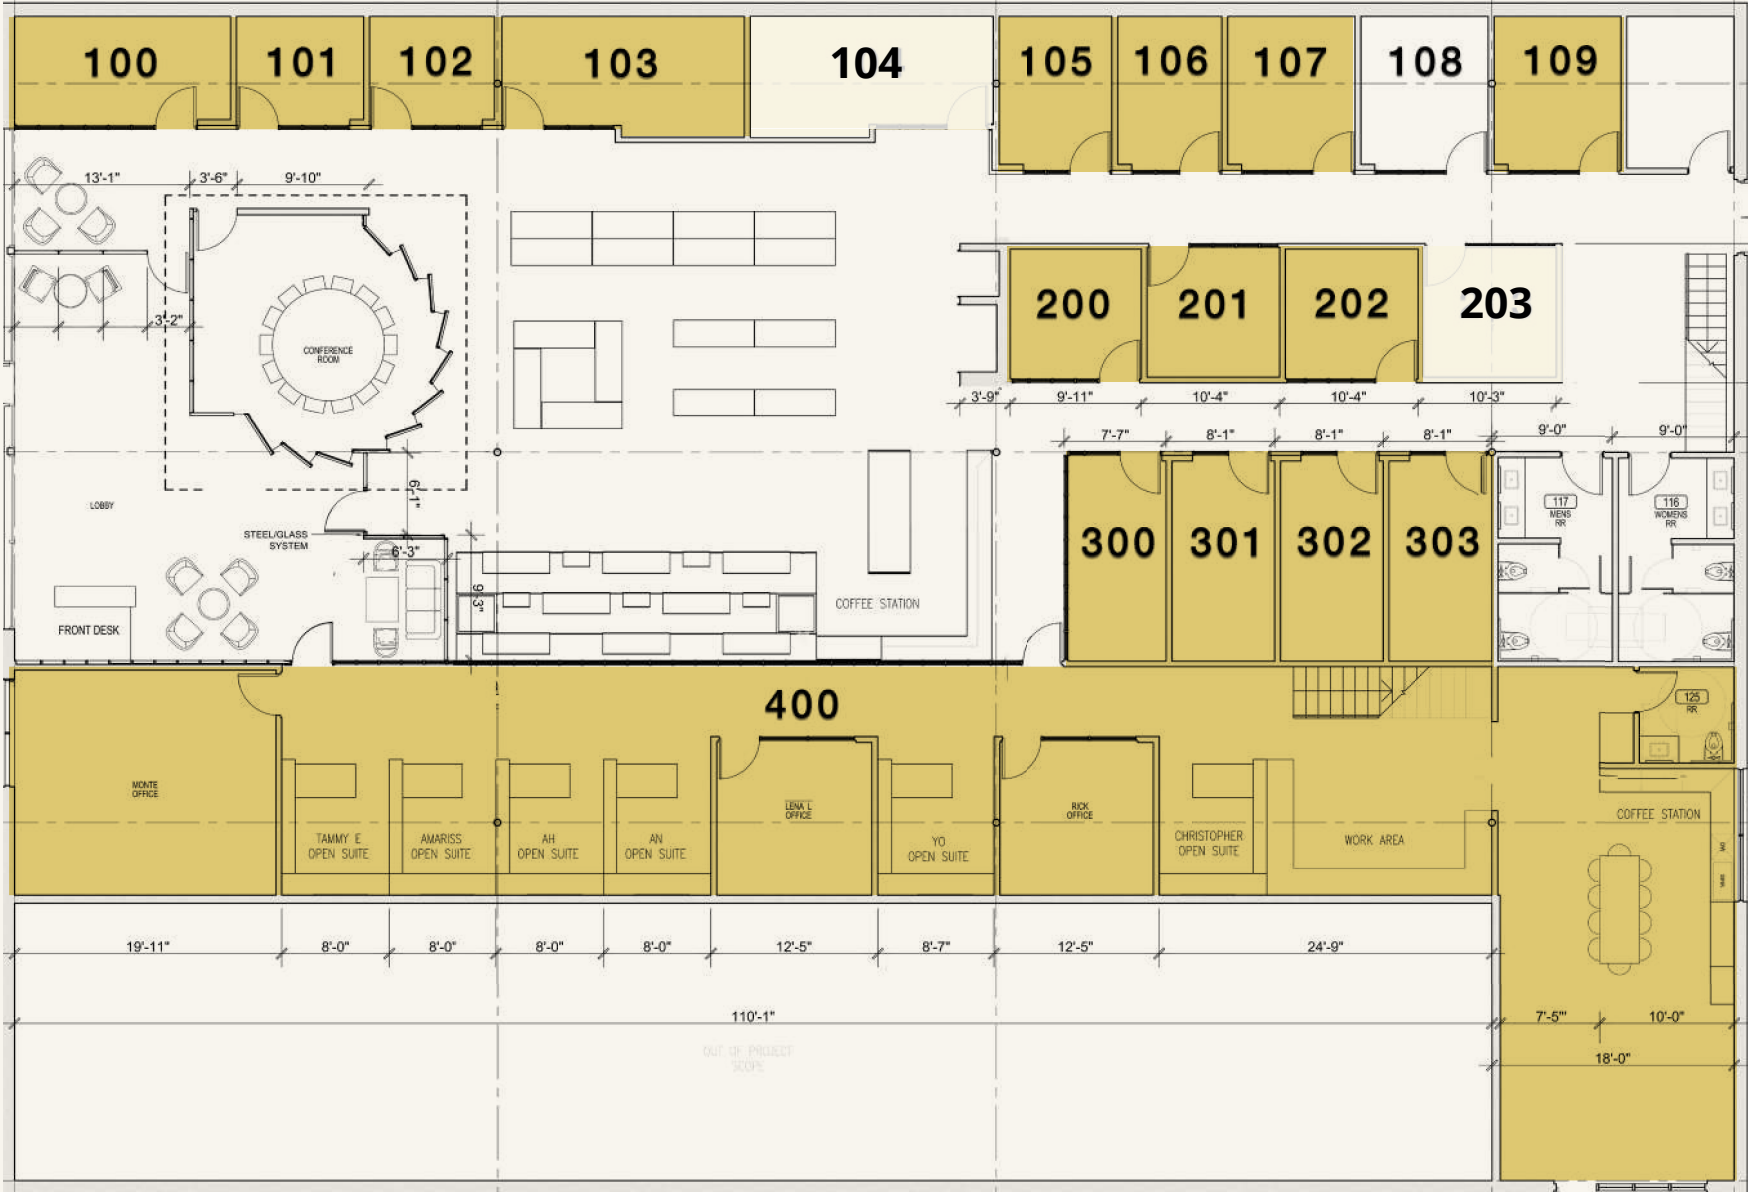 100
101
102
103
104
105
106
107
108
109
13'-1"
3'-6"
9'-10"
3'-2"
CONFERENCE
ROOM
200
201
202
203
3'-9"
9'-11"
10'-4"
10'-4"
10'-3"
7'-7"
8'-1"
8'-1"
8'-1"
9'-0"
9'-0"
LOBBY
STEEL/GLASS
SYSTEM
6'-1"
6'-3"
9'-3"
300
301
302
303
117
MENS
RR
116
WOMENS
RR
COFFEE STATION
FRONT DESK
400
125
RR
MONTE
OFFICE
LENA L
OFFICE
RICK
OFFICE
TAMMY E
OPEN SUITE
AMARISS
OPEN SUITE
AH
OPEN SUITE
AN
OPEN SUITE
YO
OPEN SUITE
CHRISTOPHER
OPEN SUITE
WORK AREA
COFFEE STATION
19'-11"
8'-0"
8'-0"
8'-0"
8'-0"
12'-5"
8'-7"
12'-5"
24'-9"
110'-1"
7'-5"
10'-0"
18'-0"
OUT OF PROJECT
SCOPE